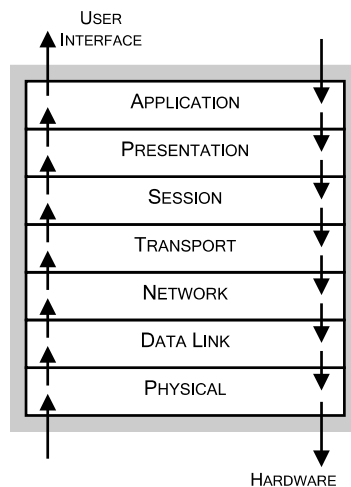 USER
INTERFACE
APPLICATION
PRESENTATION
SESSION
TRANSPORT
NETWORK
DATA LINK
PHYSICAL
HARDWARE